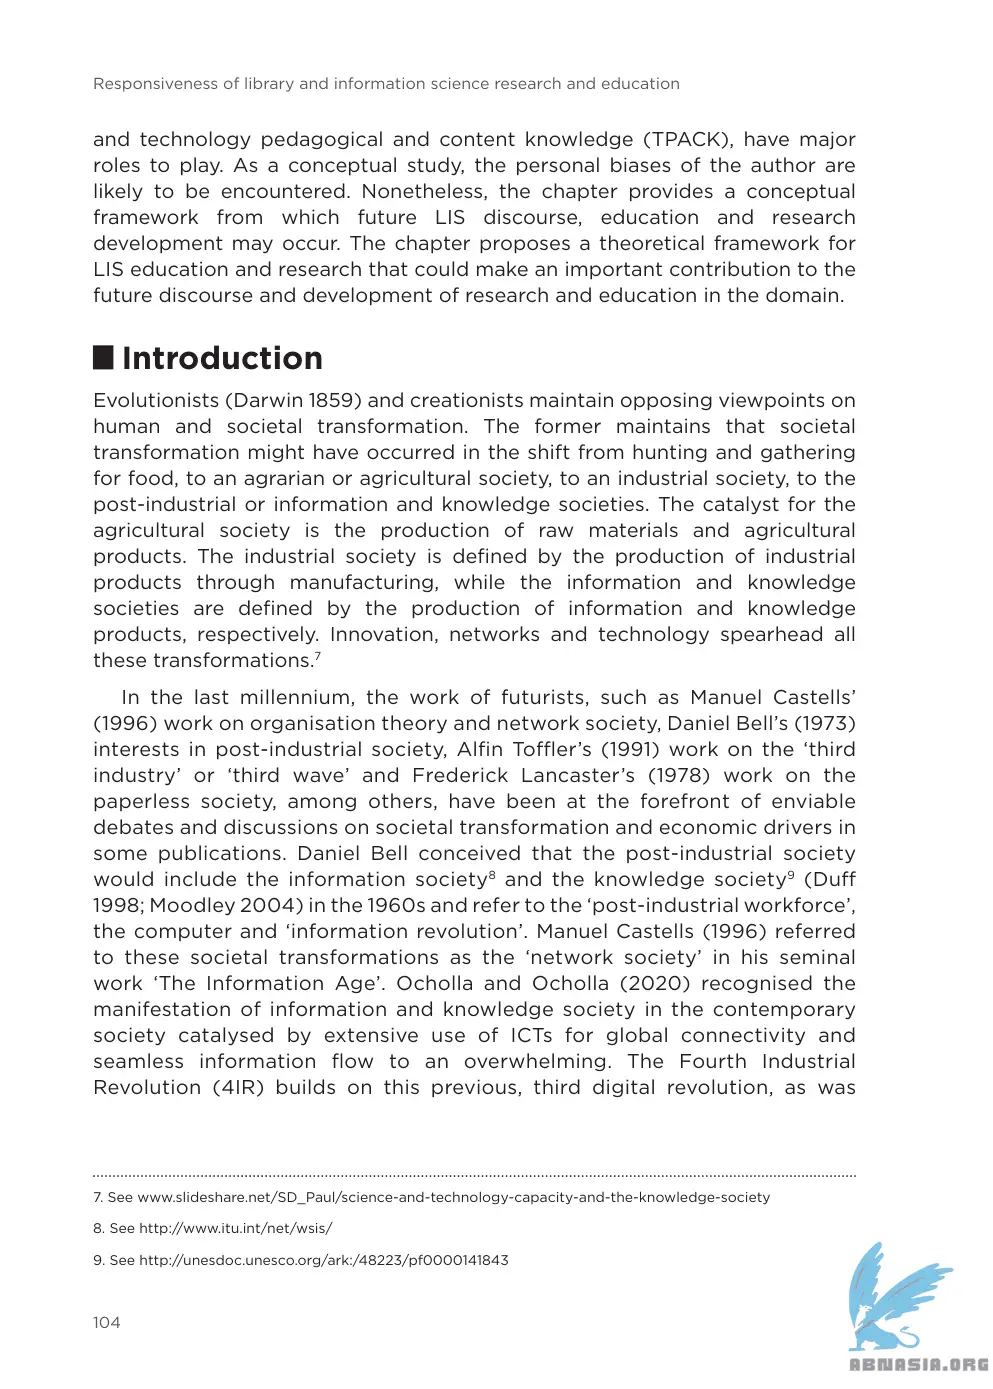 Responsiveness of library and information science research and education
and technology pedagogical and content knowledge (TPACK), have major
roles to play. As a conceptual study, the personal biases of the author are
likely to be encountered. Nonetheless, the chapter provides a conceptual
framework from which future LIS discourse, education and research
development may occur. The chapter proposes a theoretical framework for
LIS education and research that could make an important contribution to the
future discourse and development of research and education in the domain.
Introduction
Evolutionists (Darwin 1859) and creationists maintain opposing viewpoints on
human and societal transformation. The former maintains that societal
transformation might have occurred in the shift from hunting and gathering
for food, to an agrarian or agricultural society, to an industrial society, to the
post-industrial or information and knowledge societies. The catalyst for the
agricultural society is the production of raw materials and agricultural
products. The industrial society is defined by the production of industrial
products through manufacturing, while the information and knowledge
societies are defined by the production of information and knowledge
products, respectively. Innovation, networks and technology spearhead all
these transformations.7
In the last millennium, the work of futurists, such as Manuel Castells’
(1996) work on organisation theory and network society, Daniel Bell’s (1973)
interests in post-industrial society, Alfin Toffler’s (1991) work on the ‘third
industry’ or ‘third wave’ and Frederick Lancaster’s (1978) work on the
paperless society, among others, have been at the forefront of enviable
debates and discussions on societal transformation and economic drivers in
some publications. Daniel Bell conceived that the post-industrial society
would include the information society8 and the knowledge society9 (Duff
1998; Moodley 2004) in the 1960s and refer to the ‘post-industrial workforce’,
the computer and ‘information revolution’. Manuel Castells (1996) referred
to these societal transformations as the ‘network society’ in his seminal
work ‘The Information Age’. Ocholla and Ocholla (2020) recognised the
manifestation of information and knowledge society in the contemporary
society catalysed by extensive use of ICTs for global connectivity and
seamless information flow to an overwhelming. The Fourth Industrial
Revolution (4IR) builds on this previous, third digital revolution, as was
7. See www.slideshare.net/SD_Paul/science-and-technology-capacity-and-the-knowledge-society
8. See http://www.itu.int/net/wsis/
9. See http://unesdoc.unesco.org/ark:/48223/pf0000141843
104
ABNASIA.ORG